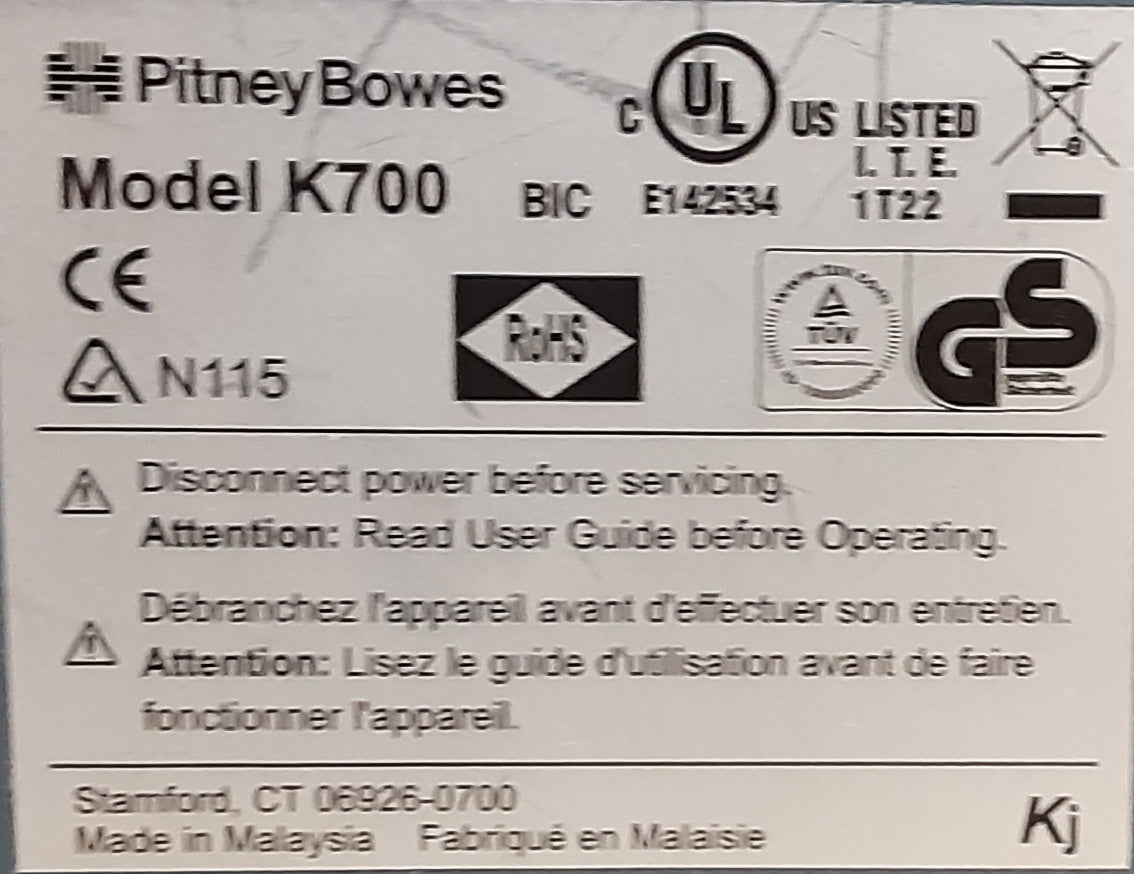 Pitney Bowes
C UL US LISTED
I.T.E.
Model K700 BIC E142534 1T22
CE
N115
RoHS
TÜV
GS
Disconnect power before servicing.
Attention: Read User Guide before Operating.
Débranchez l'appareil avant d'effectuer son entretien.
Attention: Lisez le guide d'utilisation avant de faire
fonctionner l'appareil.
Stamford, CT 06926-0700
Made in Malaysia Fabriqué en Malaisie
Kj